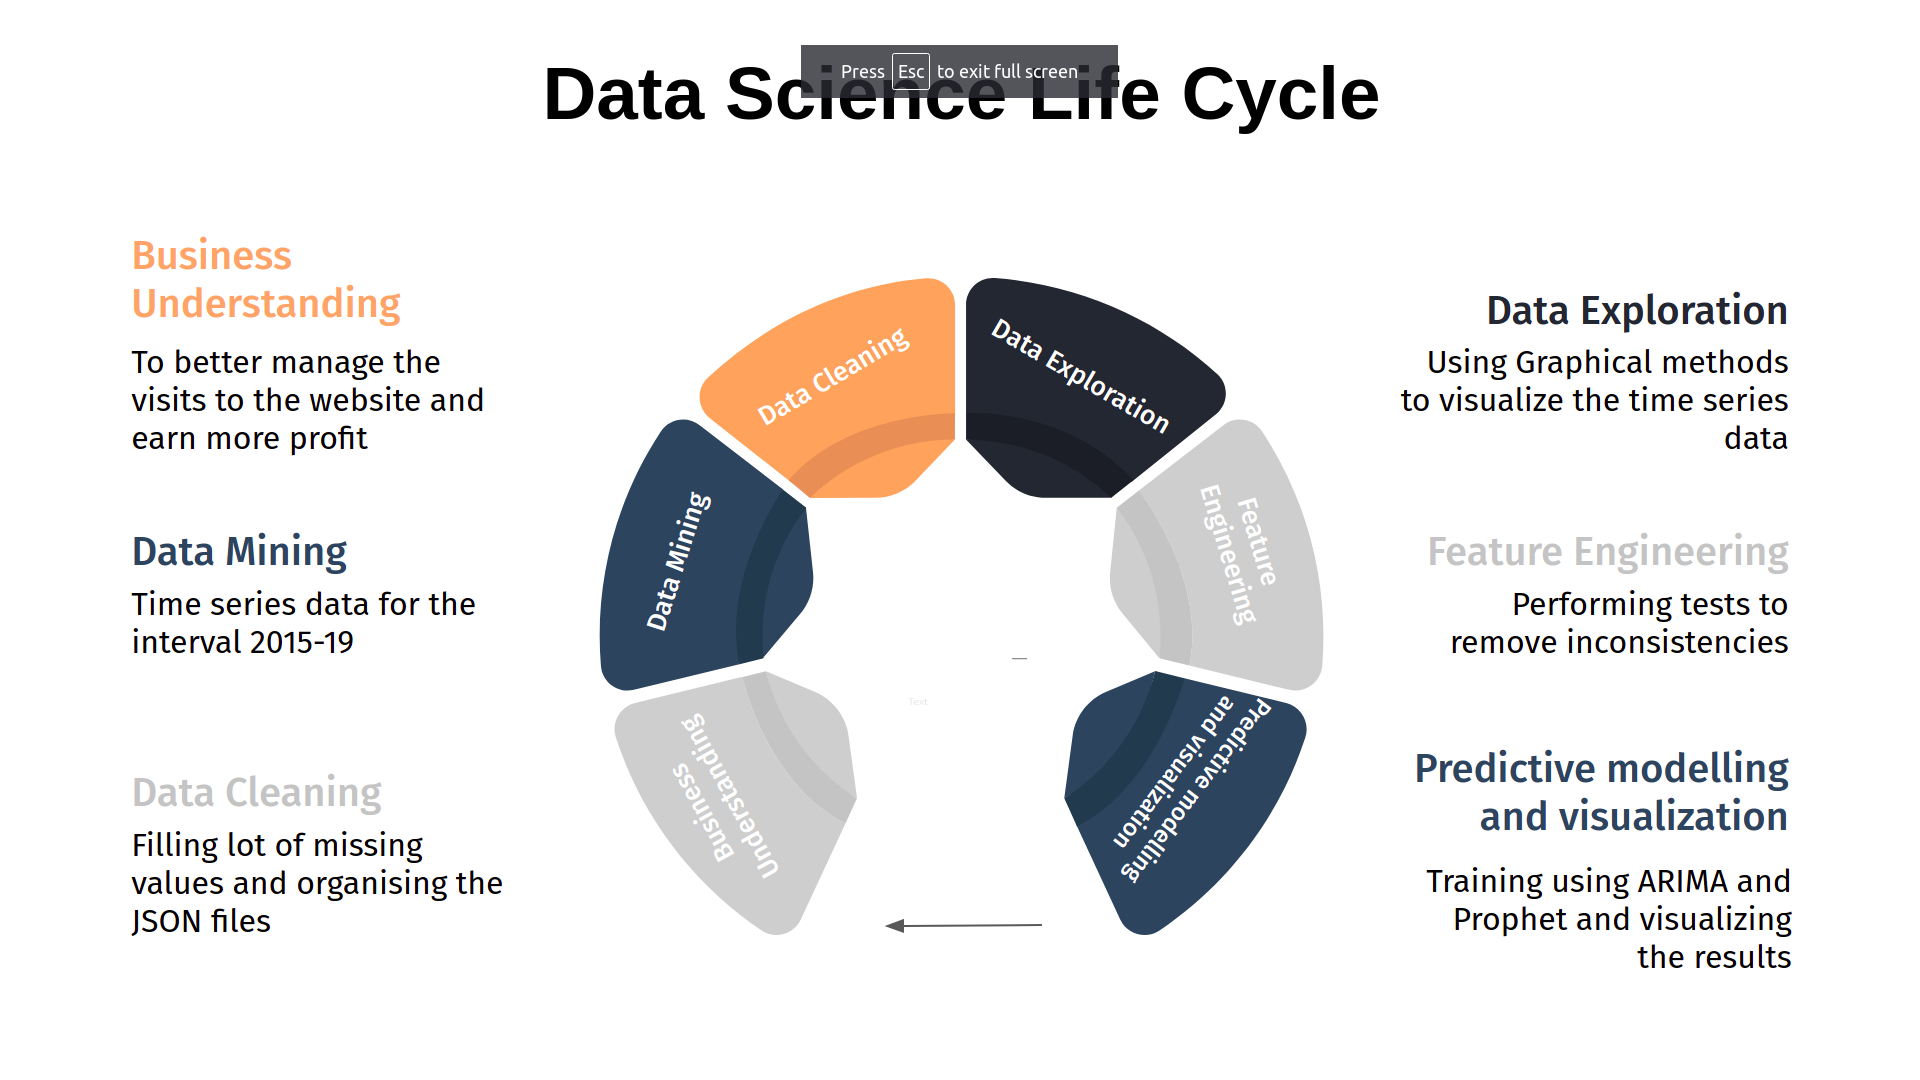 Press Esc to exit full screen
Data Science Life Cycle
Business
Understanding
To better manage the
visits to the website and
earn more profit
Data Mining
Time series data for the
interval 2015-19
Data Cleaning
Filling lot of missing
values and organising the
JSON files
Data Cleaning
Data Exploration
Data Mining
Feature
Engineering
Business
Understanding
Predictive modelling
and visualization
Text
Data Exploration
Using Graphical methods
to visualize the time series
data
Feature Engineering
Performing tests to
remove inconsistencies
Predictive modelling
and visualization
Training using ARIMA and
Prophet and visualizing
the results